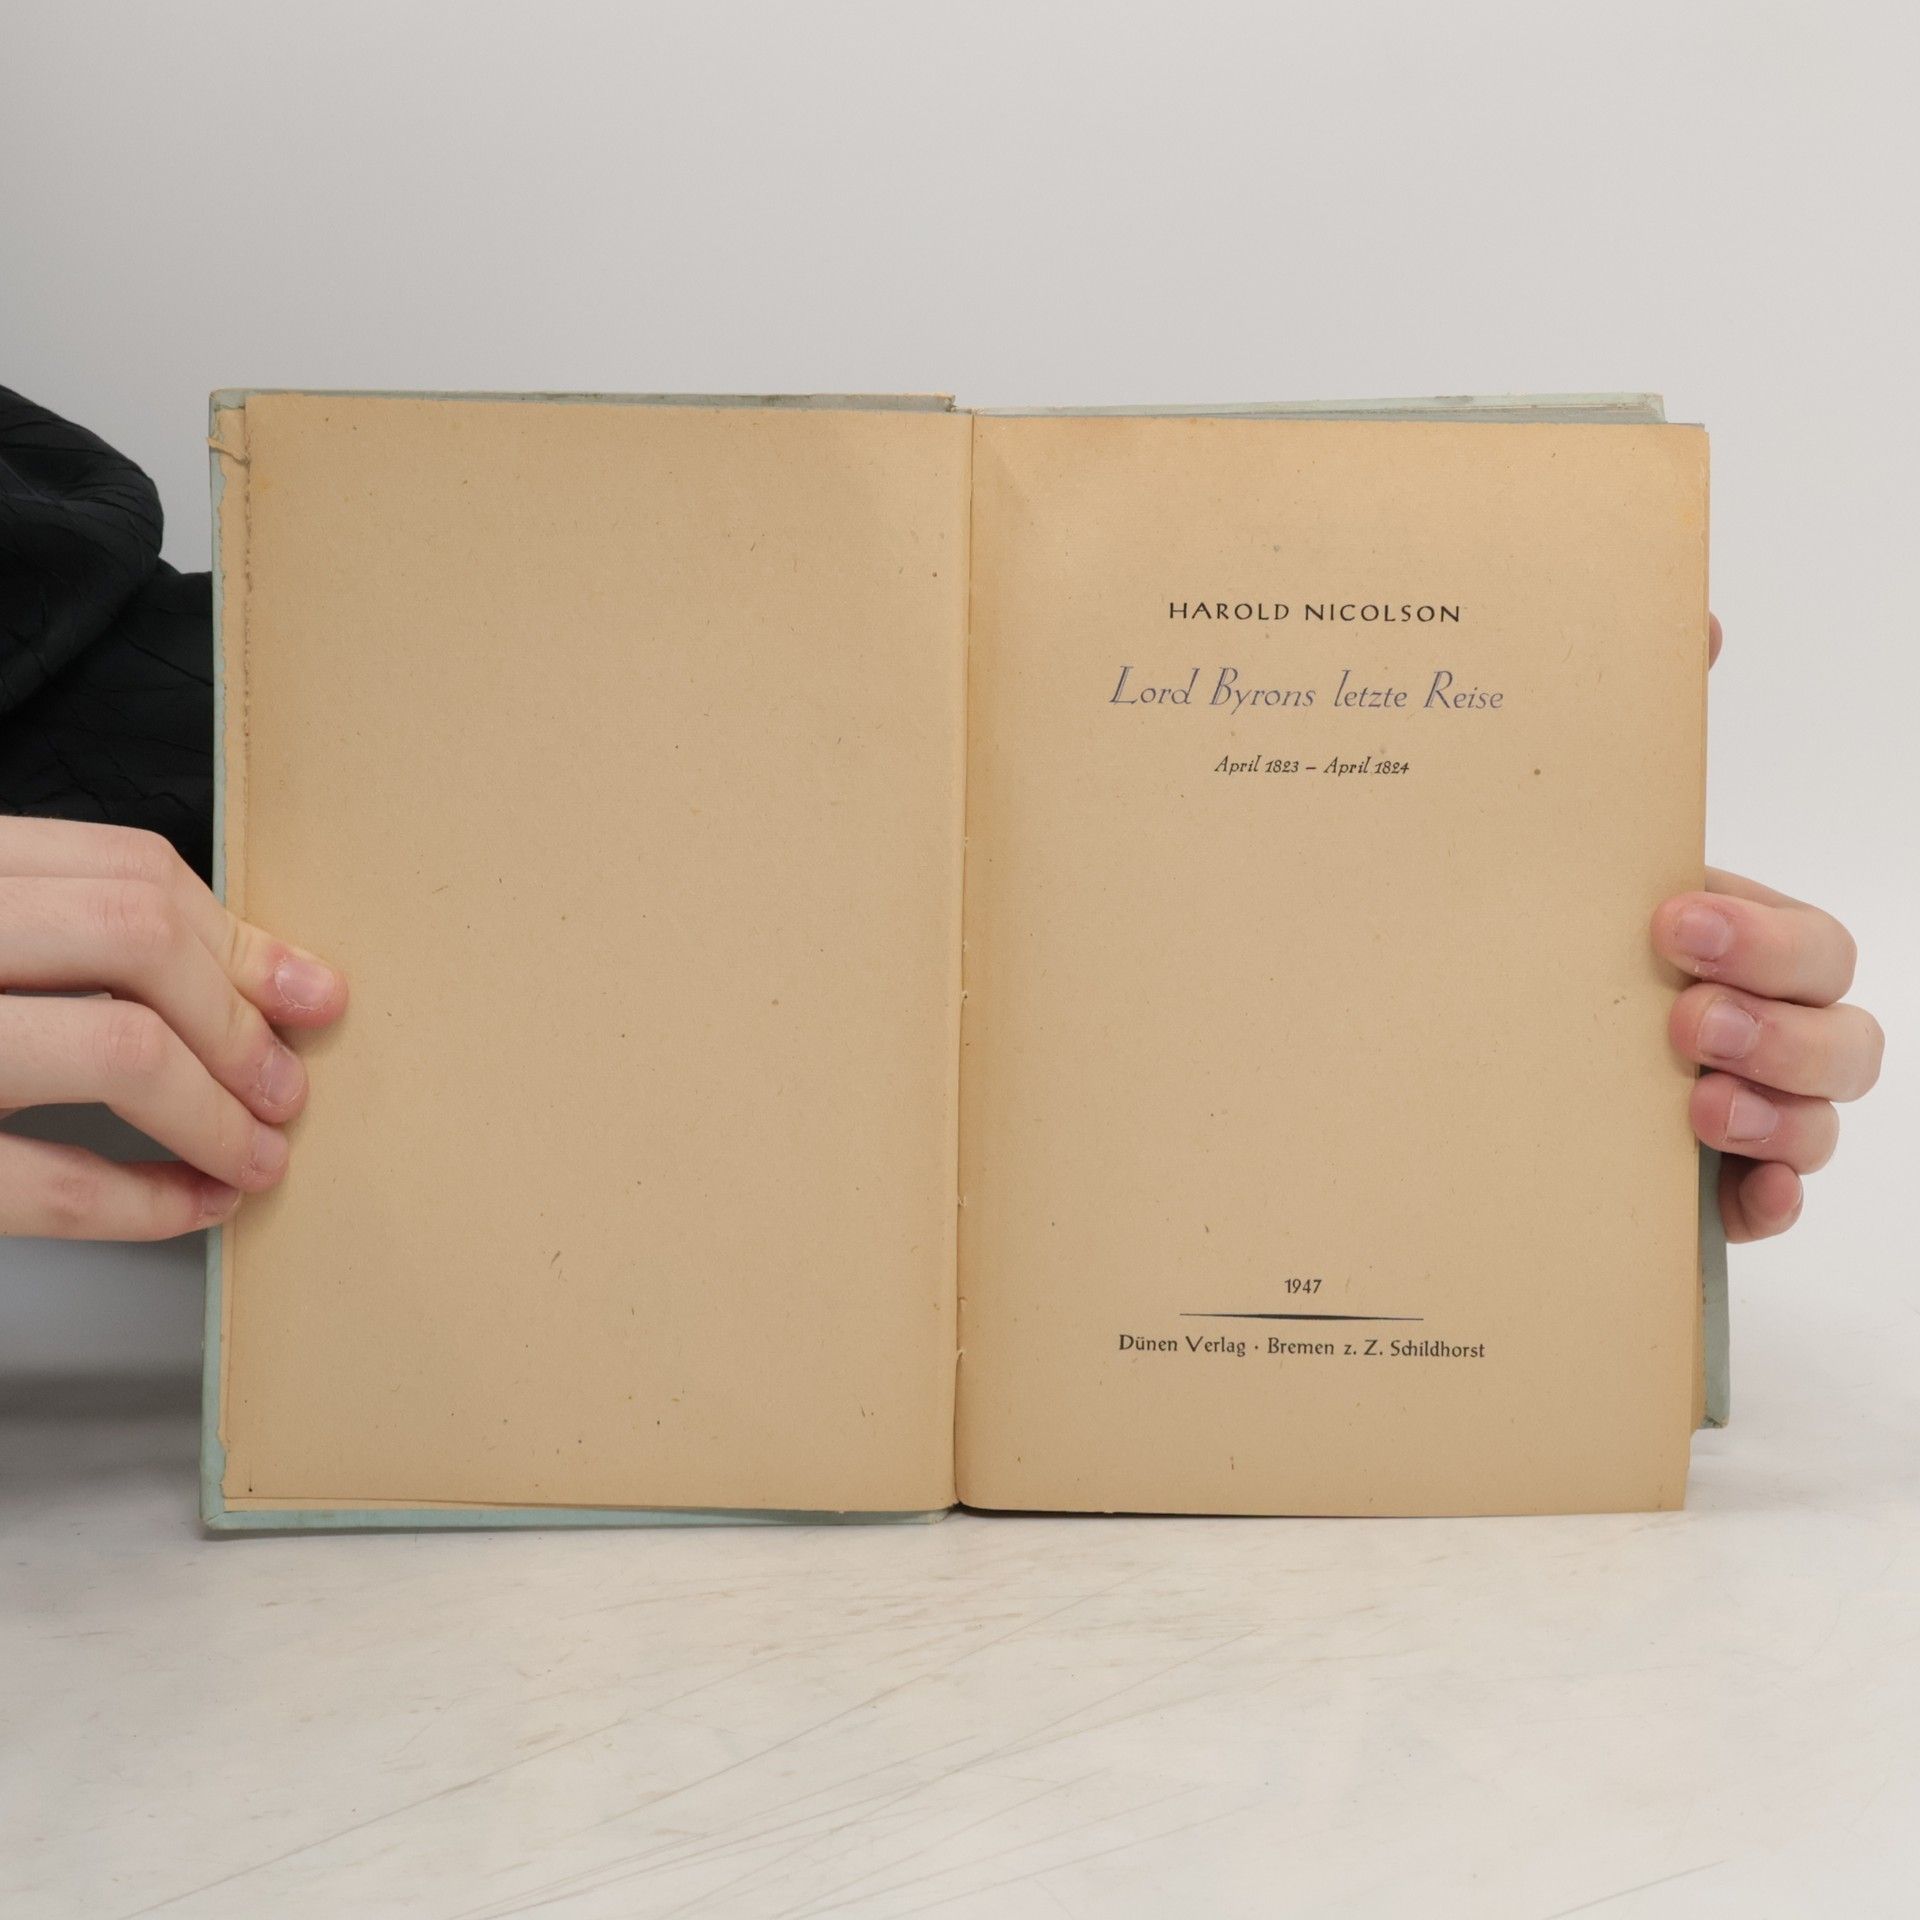 HAROLD NICOLSON
Lord Byrons letzte Reise
April 1823 – April 1824
1947
Dünen Verlag · Bremen z. Z. Schildhorst